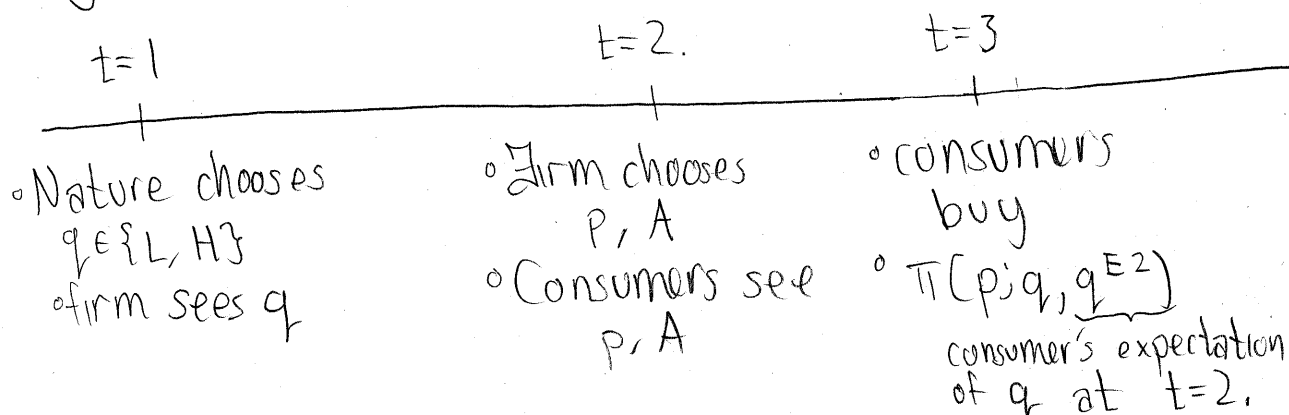 t=1
t=2.
t=3
∘Nature chooses
q∈{L, H}
∘firm sees q
∘Firm chooses
P, A
∘Consumers see
p, A
∘consumers
buy
∘π(p;q, q^E2)
consumer's expectation
of q at t=2.